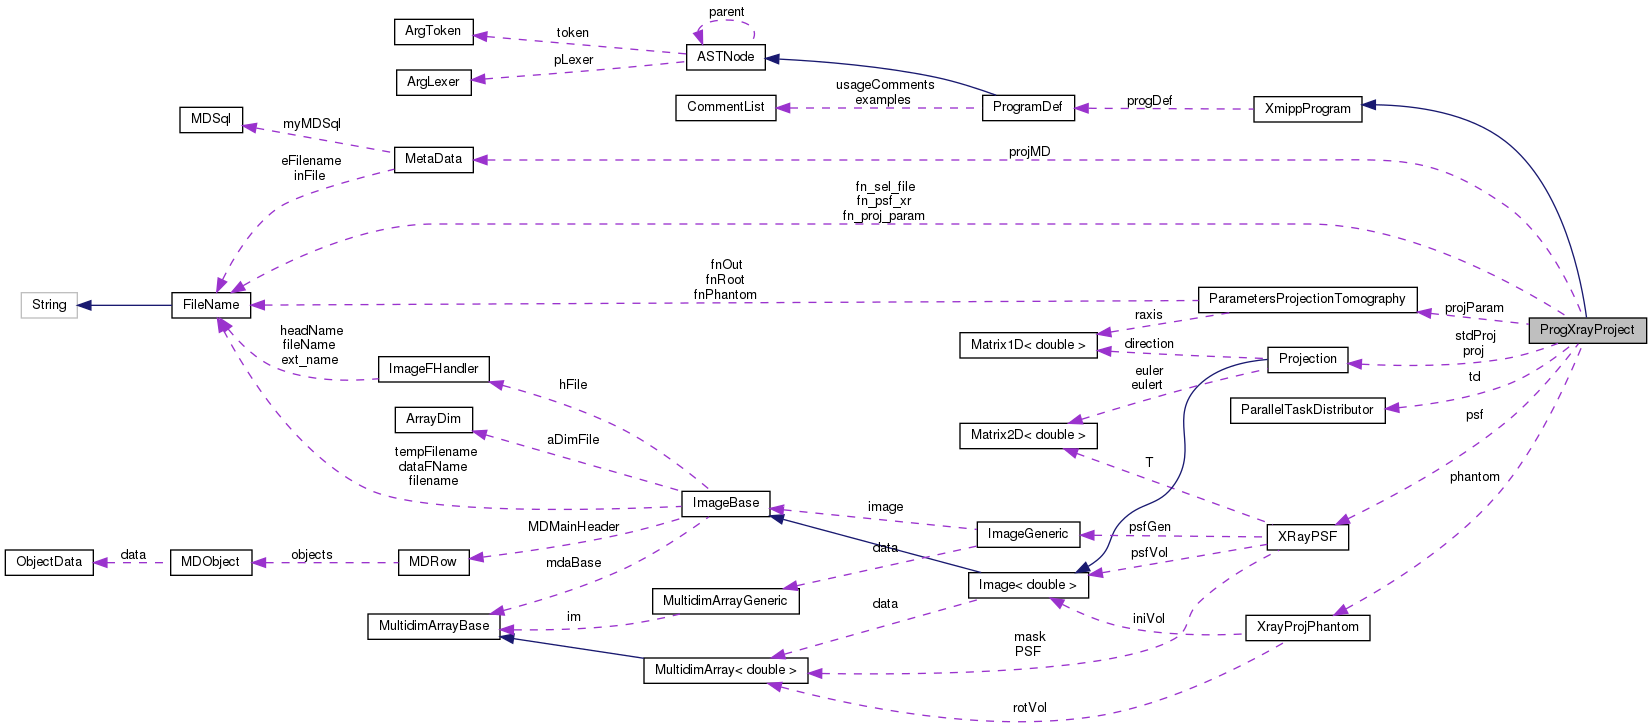 parent
ArgToken
token
ASTNode
pLexer
ArgLexer
usageComments
examples
CommentList
ProgramDef
progDef
XmippProgram
MDSql
myMDSql
MetaData
projMD
eFilename
inFile
fn_sel_file
fn_psf_xr
fn_proj_param
fnOut
fnRoot
fnPhantom
String
FileName
ParametersProjectionTomography
projParam
ProgXrayProject
raxis
Matrix1D< double >
direction
Projection
stdProj
proj
headName
fileName
ext_name
ImageFHandler
hFile
euler
eulert
td
ParallelTaskDistributor
psf
ArrayDim
aDimFile
Matrix2D< double >
T
phantom
tempFilename
dataFName
filename
ImageBase
image
ImageGeneric
psfGen
XRayPSF
MDMainHeader
data
psfVol
ObjectData
data
MDObject
objects
MDRow
mdaBase
Image< double >
MultidimArrayGeneric
data
iniVol
XrayProjPhantom
MultidimArrayBase
im
mask
PSF
MultidimArray< double >
rotVol